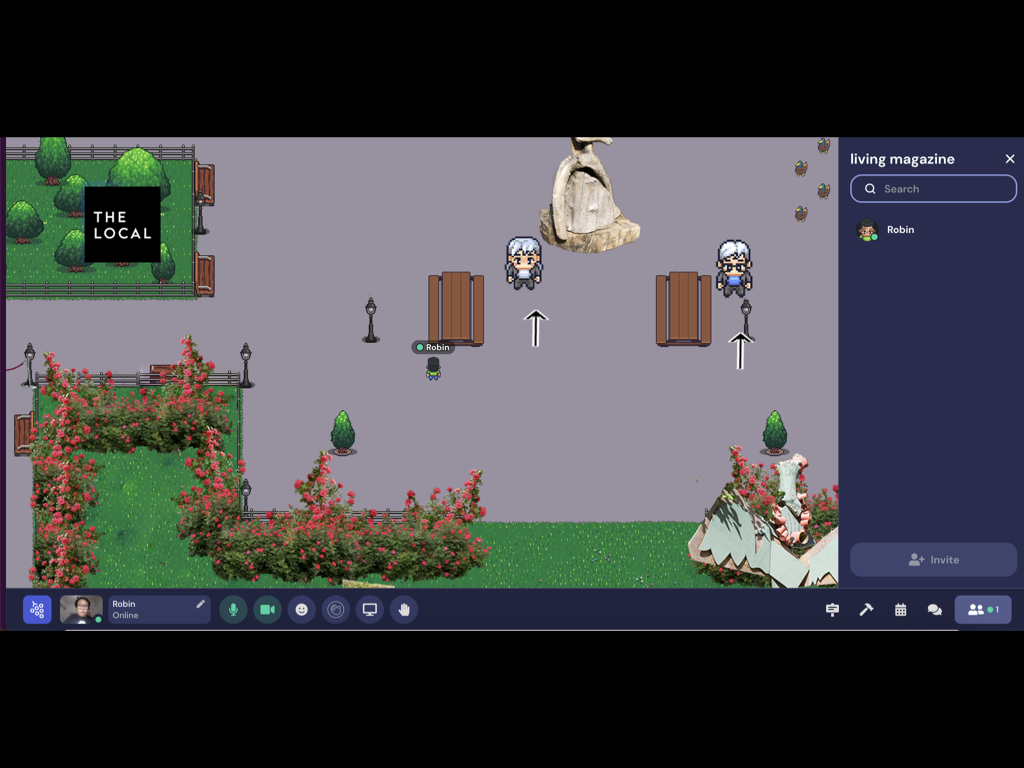 living magazine
Search
Robin
THE
LOCAL
Robin
Invite
Robin
Online
1